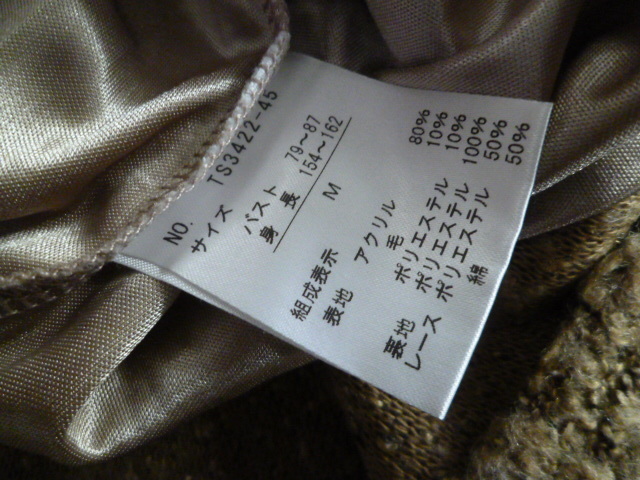 NO. TS3422-45
サイズ
バスト 79～87
身長 154～162
M
組成表示
表地 アクリル 80%
毛 10%
ポリエステル 10%
裏地 ポリエステル 100%
レース ポリエステル 50%
綿 50%